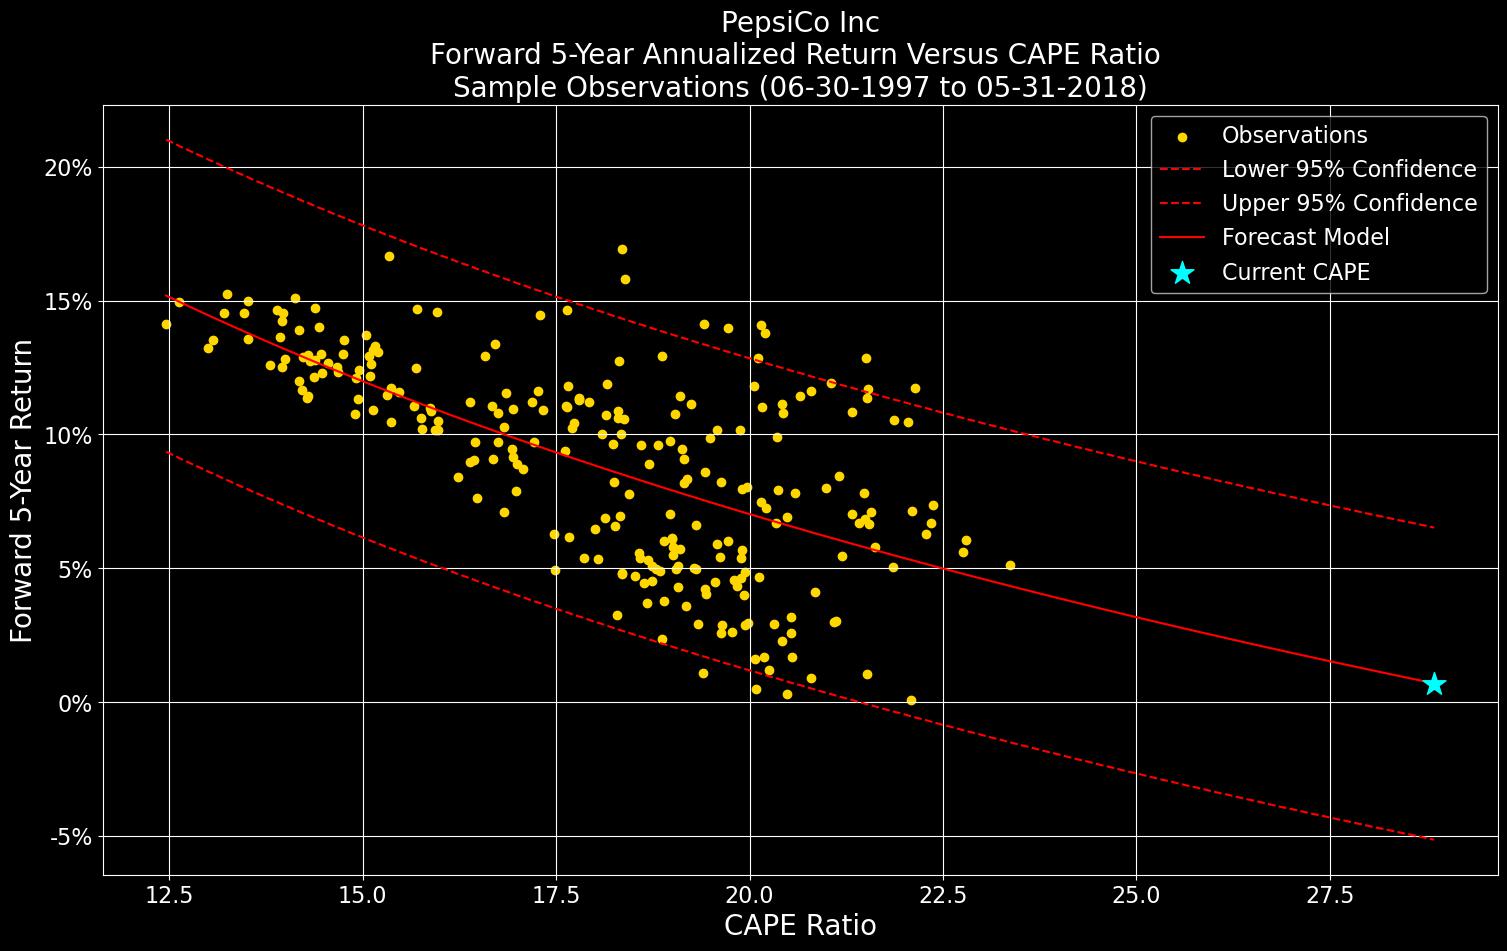 PepsiCo Inc
Forward 5-Year Annualized Return Versus CAPE Ratio
Sample Observations (06-30-1997 to 05-31-2018)
Observations
Lower 95% Confidence
Upper 95% Confidence
Forecast Model
Current CAPE
Forward 5-Year Return
20%
15%
10%
5%
0%
-5%
12.5 15.0 17.5 20.0 22.5 25.0 27.5
CAPE Ratio